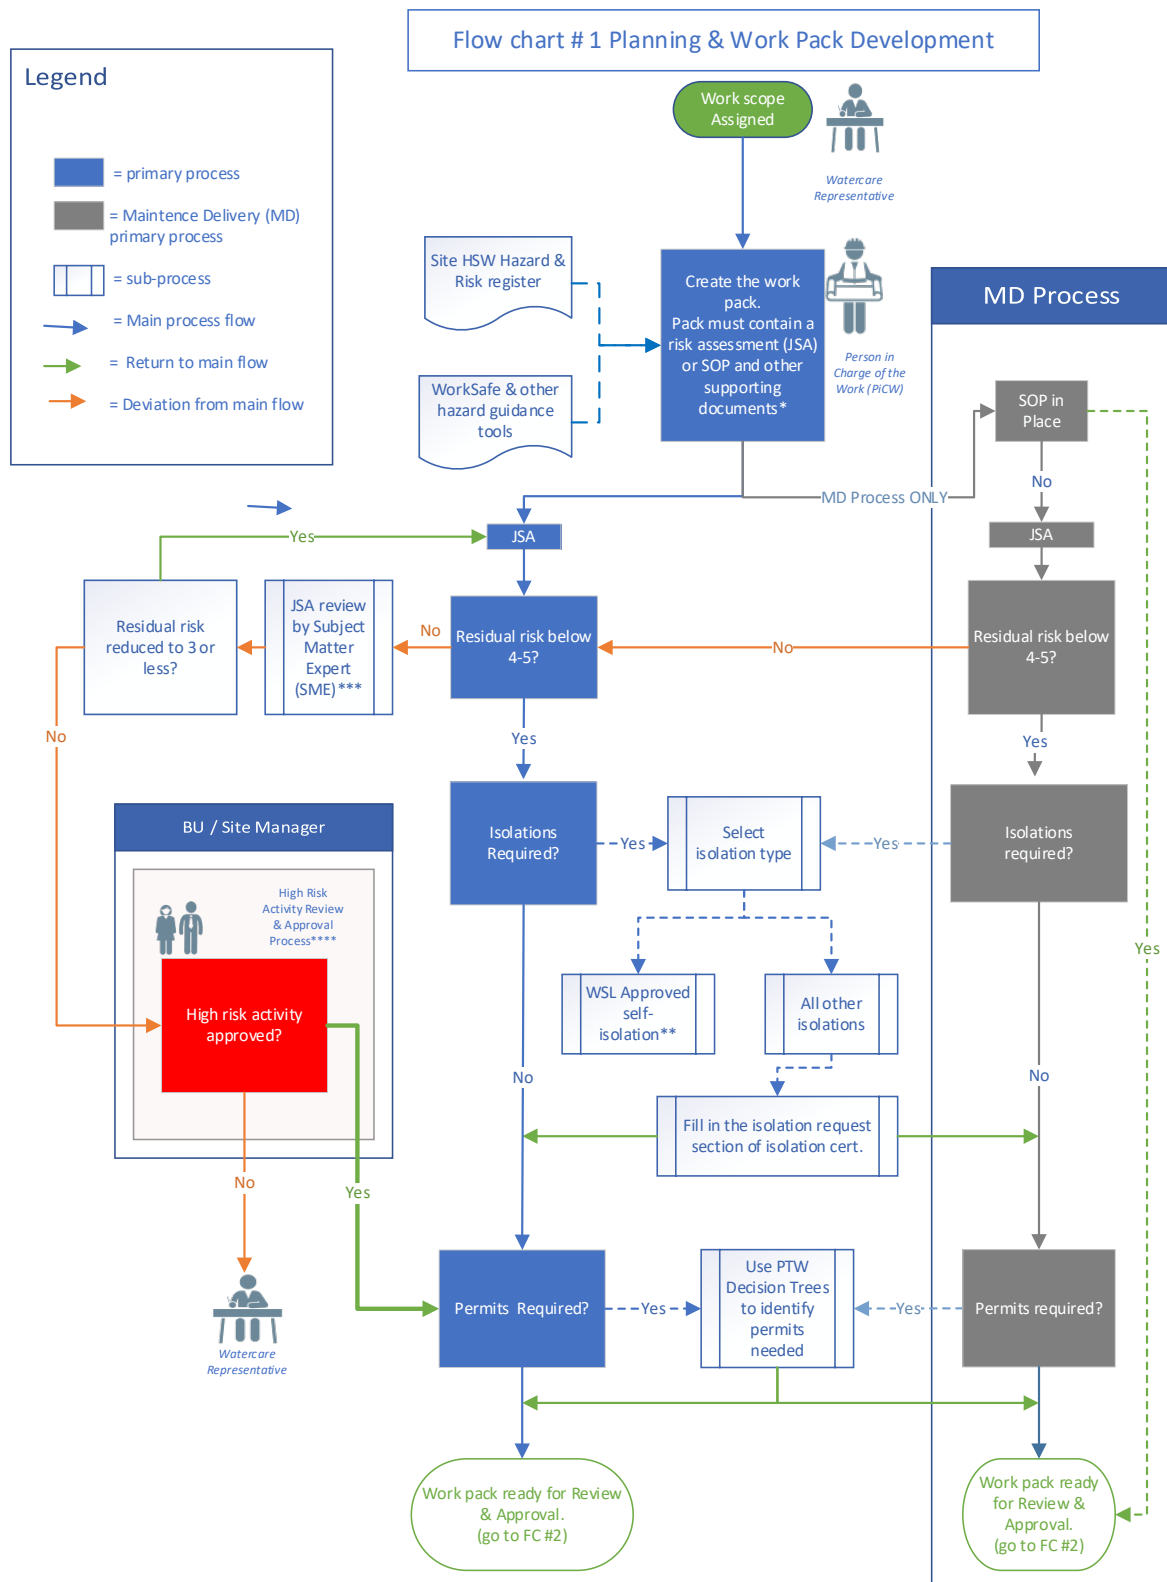 Flow chart # 1 Planning & Work Pack Development
Legend
= primary process
= Maintence Delivery (MD)
primary process
= sub-process
= Main process flow
= Return to main flow
= Deviation from main flow
Work scope
Assigned
Watercare
Representative
Site HSW Hazard &
Risk register
WorkSafe & other
hazard guidance
tools
Create the work
pack.
Pack must contain a
risk assessment (JSA)
or SOP and other
supporting
documents*
Person in
Charge of the
Work (PiCW)
MD Process
SOP in
Place
No
MD Process ONLY
JSA
JSA
Yes
Residual risk
reduced to 3 or
less?
JSA review
by Subject
Matter
Expert
(SME)***
No
Residual risk below
4-5?
No
Residual risk below
4-5?
No
Yes
Yes
BU / Site Manager
High Risk
Activity Review
& Approval
Process****
High risk activity
approved?
Isolations
Required?
Yes
Select
isolation type
Yes
Isolations
required?
Yes
WSL Approved
self-
isolation**
All other
isolations
No
No
Fill in the isolation request
section of isolation cert.
No
Yes
Watercare
Representative
Permits Required?
Yes
Use PTW
Decision Trees
to identify
permits
needed
Yes
Permits required?
Work pack ready for Review
& Approval.
(go to FC #2)
Work pack ready
for Review &
Approval.
(go to FC #2)